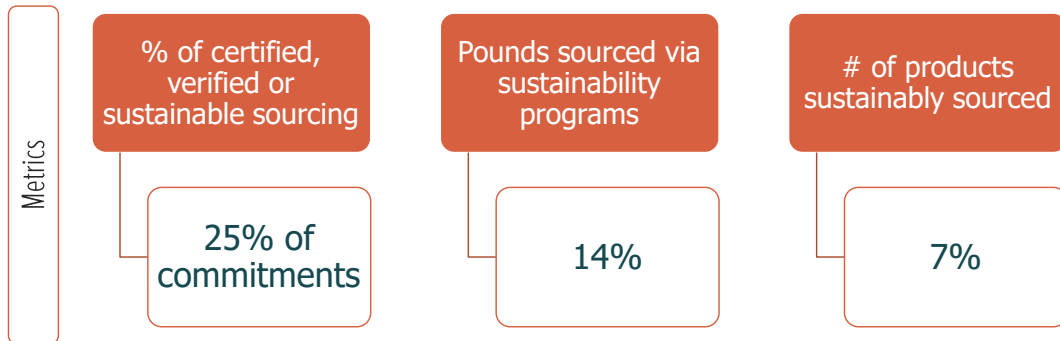 Metrics
% of certified,
verified or
sustainable sourcing
25% of
commitments
Pounds sourced via
sustainability
programs
14%
# of products
sustainably sourced
7%